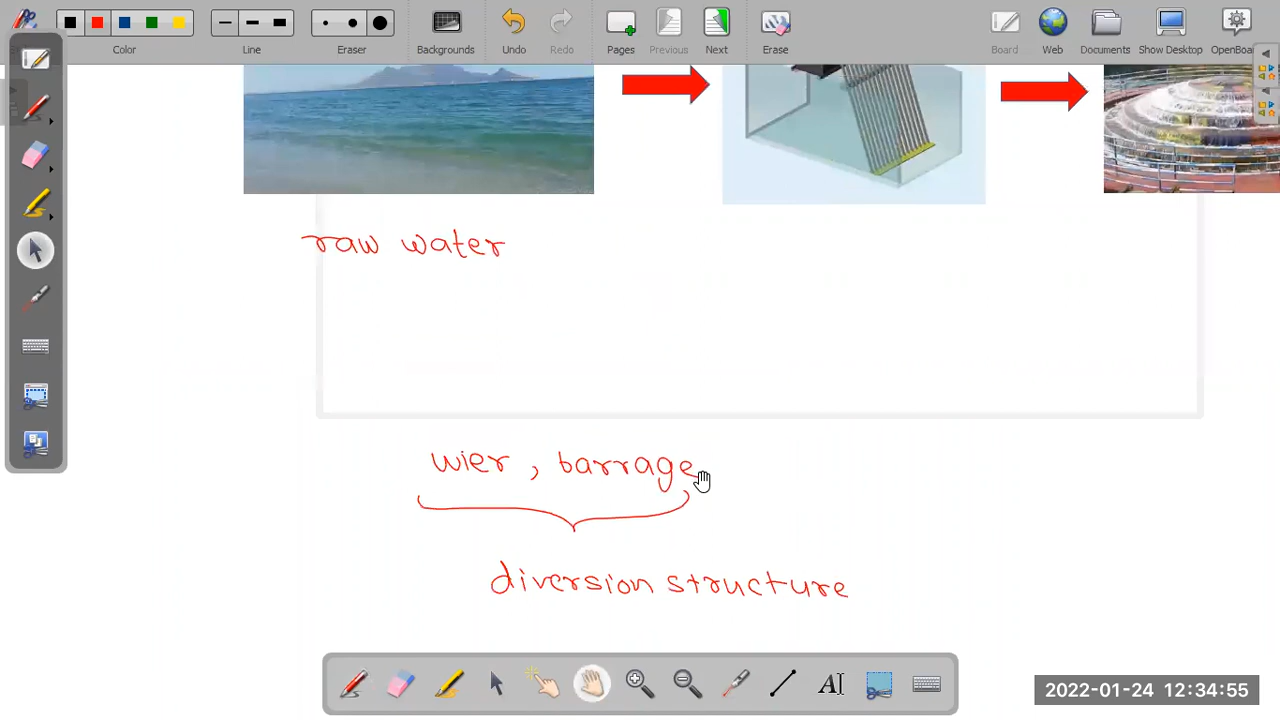 Color
Line
Eraser
Backgrounds
Undo
Redo
Pages
Previous
Next
Erase
Board
Web
Documents
Show Desktop
OpenBoa
raw water
wier , barrage
diversion structure
AI
2022-01-24 12:34:55